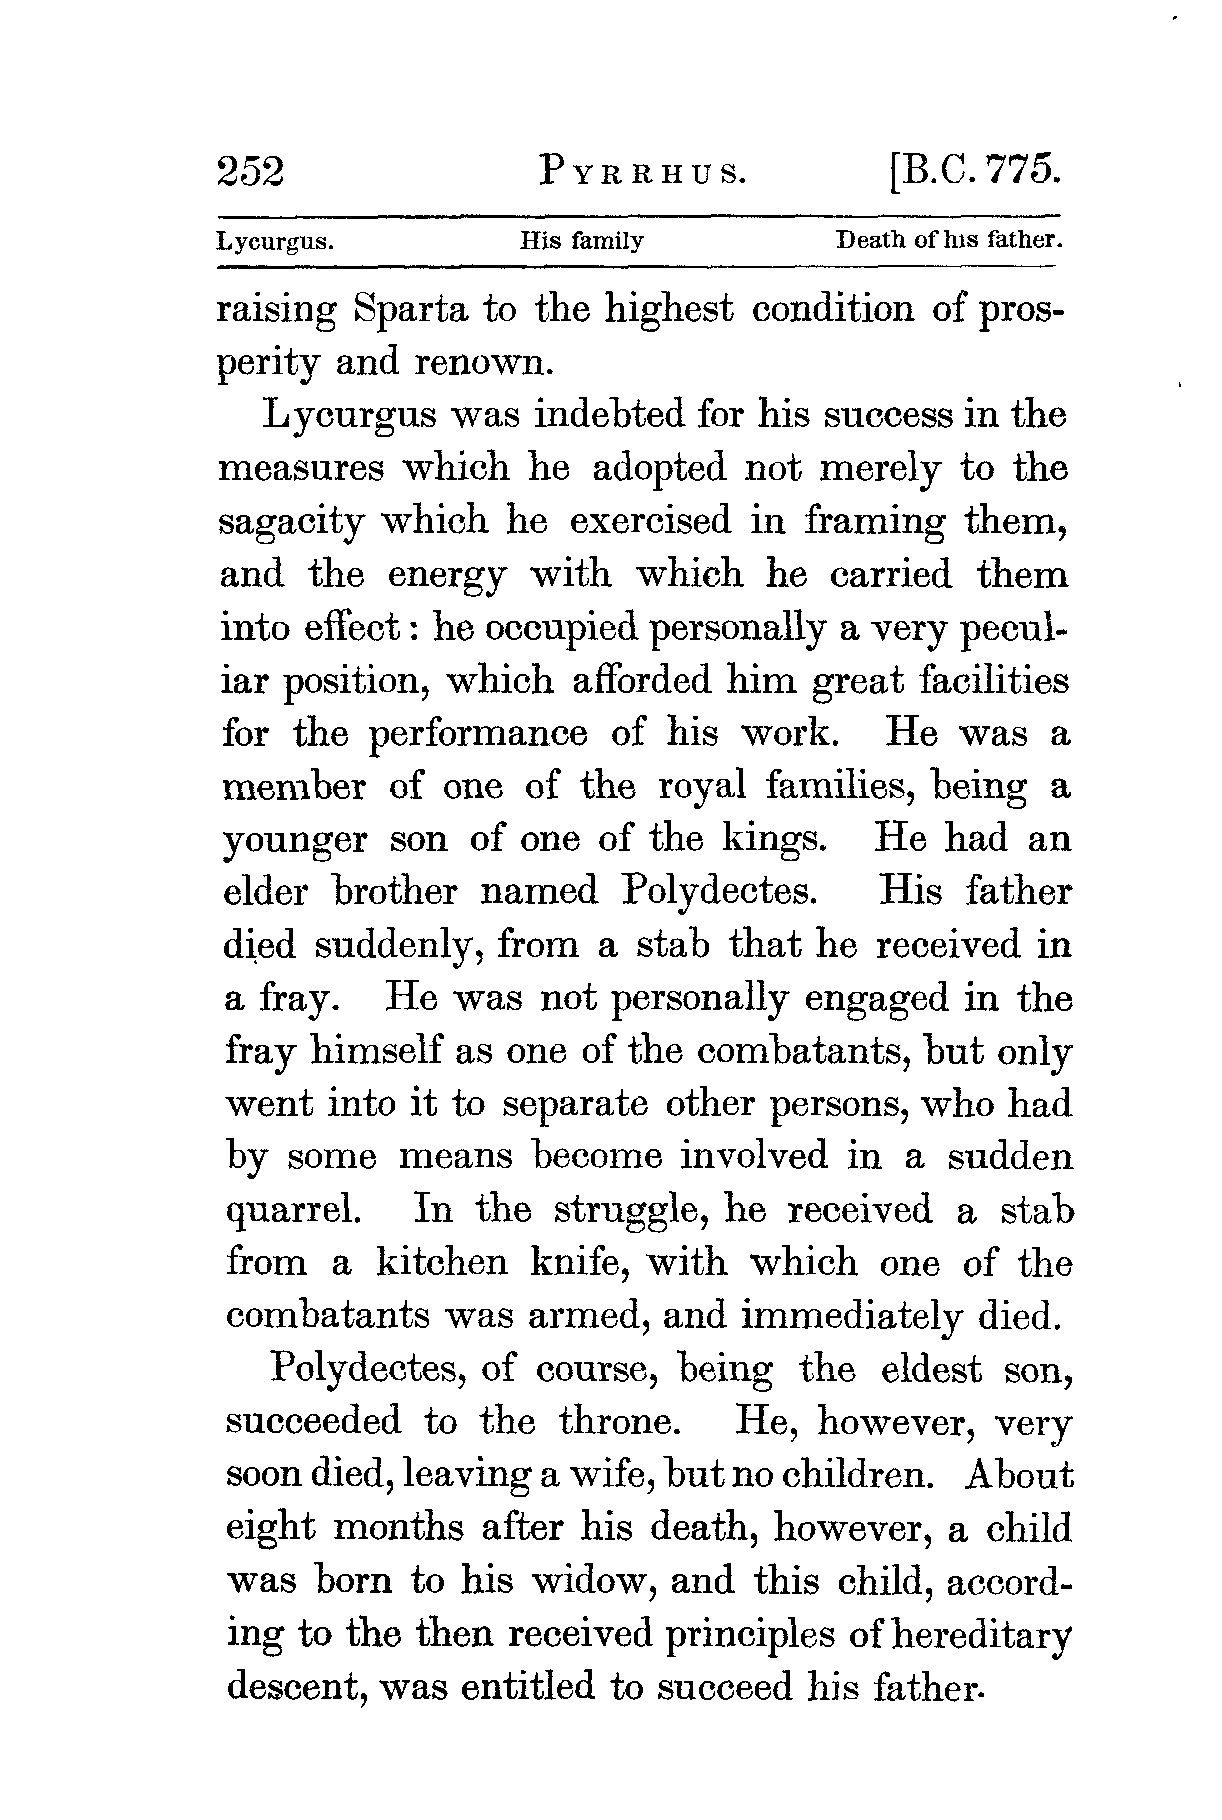 252 PYRRHUS. [B.C. 775.
Lycurgus. His family Death of his father.
raising Sparta to the highest condition of pros-
perity and renown.
Lycurgus was indebted for his success in the
measures which he adopted not merely to the
sagacity which he exercised in framing them,
and the energy with which he carried them
into effect: he occupied personally a very pecul-
iar position, which afforded him great facilities
for the performance of his work. He was a
member of one of the royal families, being a
younger son of one of the kings. He had an
elder brother named Polydectes. His father
died suddenly, from a stab that he received in
a fray. He was not personally engaged in the
fray himself as one of the combatants, but only
went into it to separate other persons, who had
by some means become involved in a sudden
quarrel. In the struggle, he received a stab
from a kitchen knife, with which one of the
combatants was armed, and immediately died.
Polydectes, of course, being the eldest son,
succeeded to the throne. He, however, very
soon died, leaving a wife, but no children. About
eight months after his death, however, a child
was born to his widow, and this child, accord-
ing to the then received principles of hereditary
descent, was entitled to succeed his father.